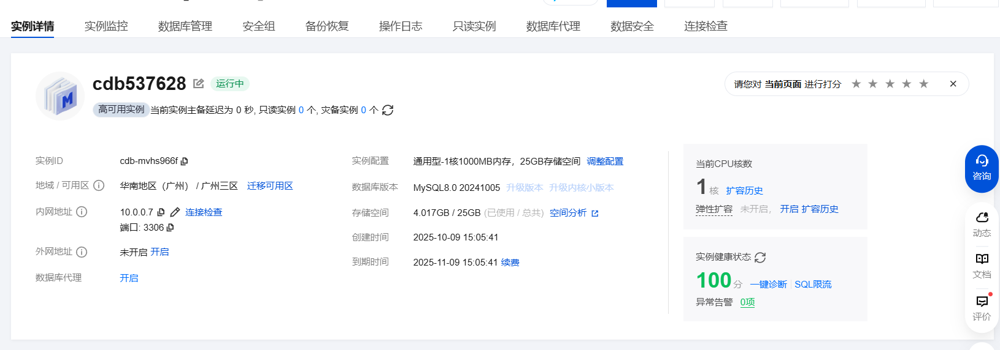 实例详情 实例监控 数据库管理 安全组 备份恢复 操作日志 只读实例 数据库代理 数据安全 连接检查
cdb537628 运行中
请您对 当前页面 进行打分
高可用实例 当前实例主备延迟为 0 秒, 只读实例 0 个, 灾备实例 0 个
实例ID cdb-mvhs966f
地域 / 可用区 华南地区（广州） / 广州三区 迁移可用区
内网地址 10.0.0.7 连接检查
端口: 3306
外网地址 未开启 开启
数据库代理 开启
实例配置 通用型-1核1000MB内存，25GB存储空间 调整配置
数据库版本 MySQL8.0 20241005 升级版本 升级内核小版本
存储空间 4.017GB / 25GB (已使用 / 总共) 空间分析
创建时间 2025-10-09 15:05:41
到期时间 2025-11-09 15:05:41 续费
当前CPU核数
1 核 扩容历史
弹性扩容 未开启， 开启 扩容历史
实例健康状态
100 分 一键诊断 SQL限流
异常告警 0项
咨询
动态
文档
评价